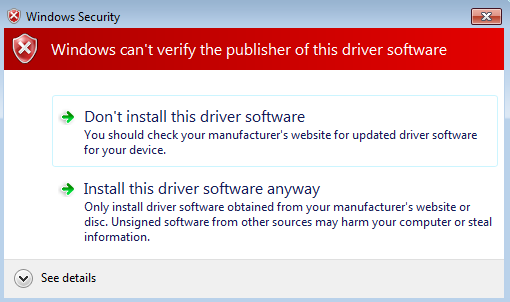 Windows Security
Windows can't verify the publisher of this driver software
Don't install this driver software
You should check your manufacturer's website for updated driver software
for your device.
Install this driver software anyway
Only install driver software obtained from your manufacturer's website or
disc. Unsigned software from other sources may harm your computer or steal
information.
See details